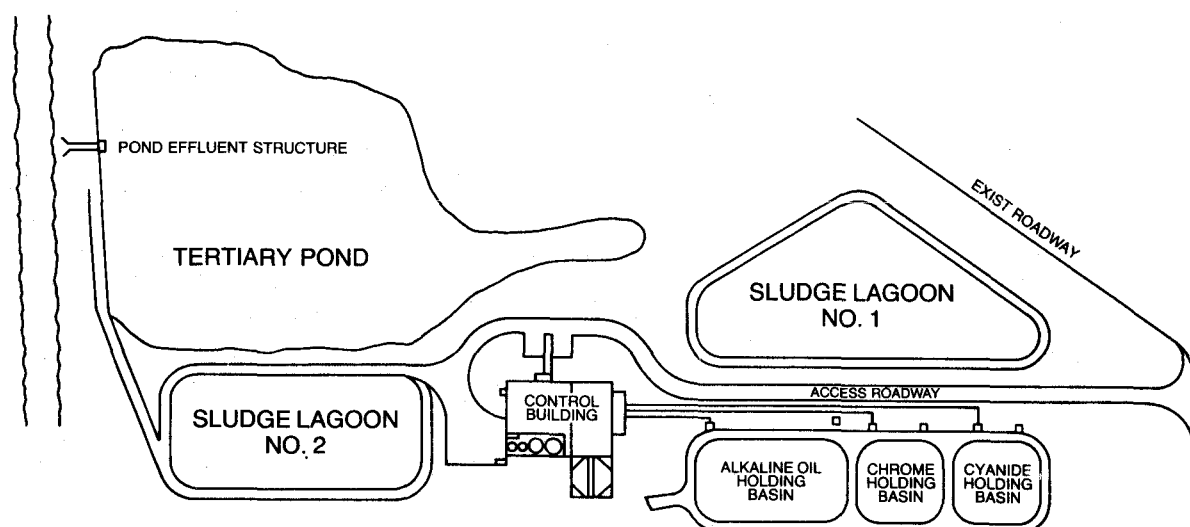 POND EFFLUENT STRUCTURE
TERTIARY POND
EXIST ROADWAY
SLUDGE LAGOON
NO. 1
ACCESS ROADWAY
CONTROL
BUILDING
SLUDGE LAGOON
NO. 2
ALKALINE OIL
HOLDING
BASIN
CHROME
HOLDING
BASIN
CYANIDE
HOLDING
BASIN